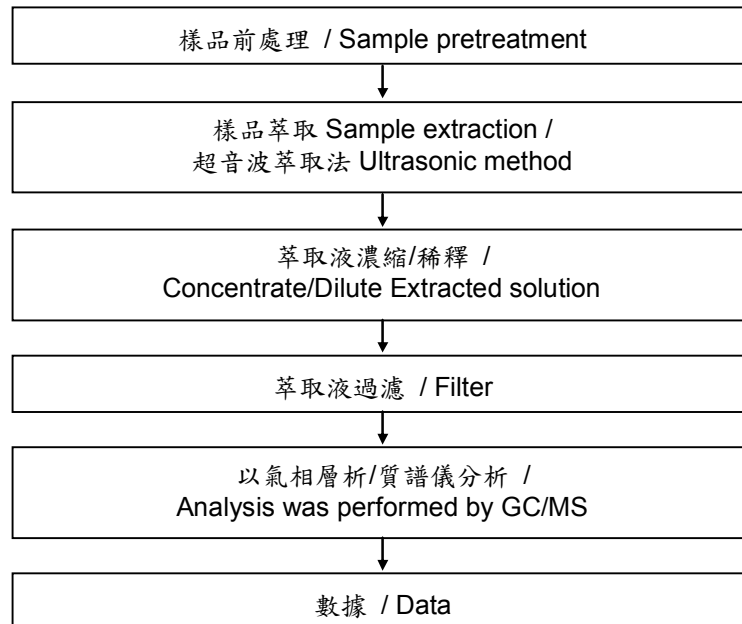 樣品前處理 / Sample pretreatment
樣品萃取 Sample extraction /
超音波萃取法 Ultrasonic method
萃取液濃縮/稀釋 /
Concentrate/Dilute Extracted solution
萃取液過濾 / Filter
以氣相層析/質譜儀分析 /
Analysis was performed by GC/MS
數據 / Data